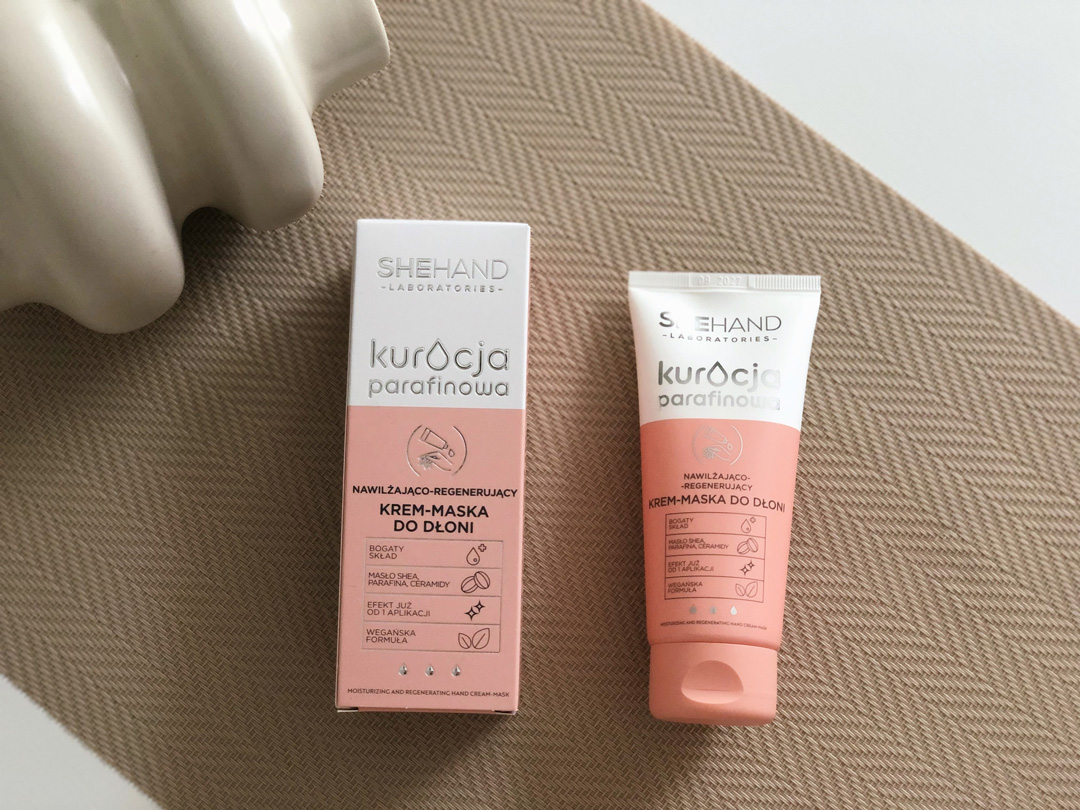 SHEHAND
-LABORATORIES-
kuracja
parafinowa
NAWILŻAJĄCO-REGENERUJĄCY
KREM-MASKA
DO DŁONI
BOGATY
SKŁAD
MASŁO SHEA,
PARAFINA, CERAMIDY
EFEKT JUŻ
OD 1 APLIKACJI
WEGAŃSKA
FORMUŁA
MOISTURIZING AND REGENERATING HAND CREAM-MASK
SHEHAND
-LABORATORIES-
kuracja
parafinowa
NAWILŻAJĄCO-
-REGENERUJĄCY
KREM-MASKA DO DŁONI
BOGATY
SKŁAD
MASŁO SHEA,
PARAFINA, CERAMIDY
EFEKT JUŻ
OD 1 APLIKACJI
WEGAŃSKA
FORMUŁA
MOISTURIZING AND REGENERATING HAND CREAM-MASK